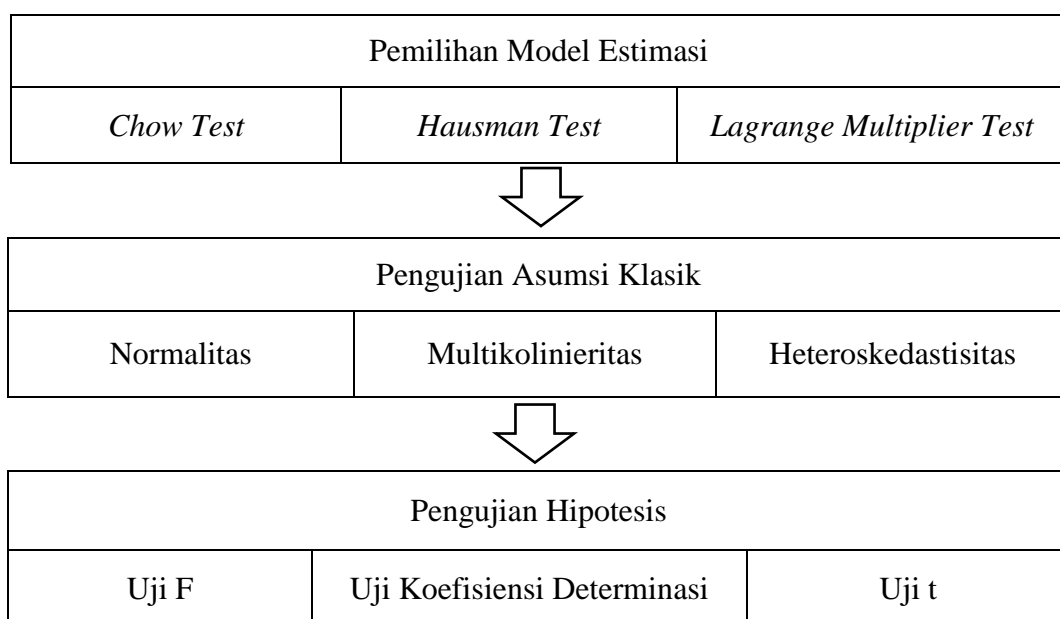 Pemilihan Model Estimasi
Chow Test Hausman Test Lagrange Multiplier Test
Pengujian Asumsi Klasik
Normalitas Multikolinieritas Heteroskedastisitas
Pengujian Hipotesis
Uji F Uji Koefisiensi Determinasi Uji t